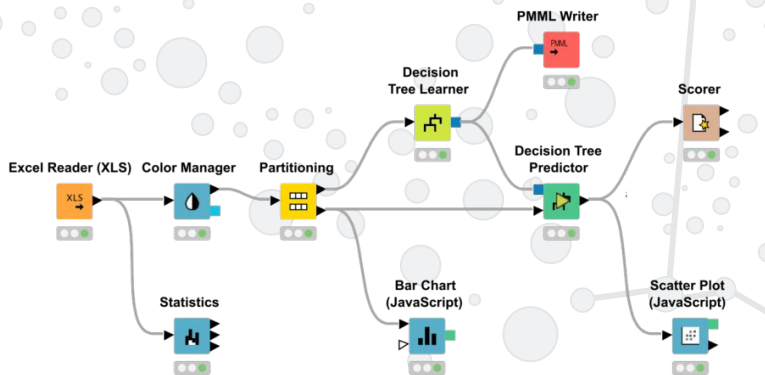 PMML Writer
PMML
Decision
Tree Learner
Scorer
Excel Reader (XLS)
Color Manager
Partitioning
Decision Tree
Predictor
XLS
Statistics
Bar Chart
(JavaScript)
Scatter Plot
(JavaScript)